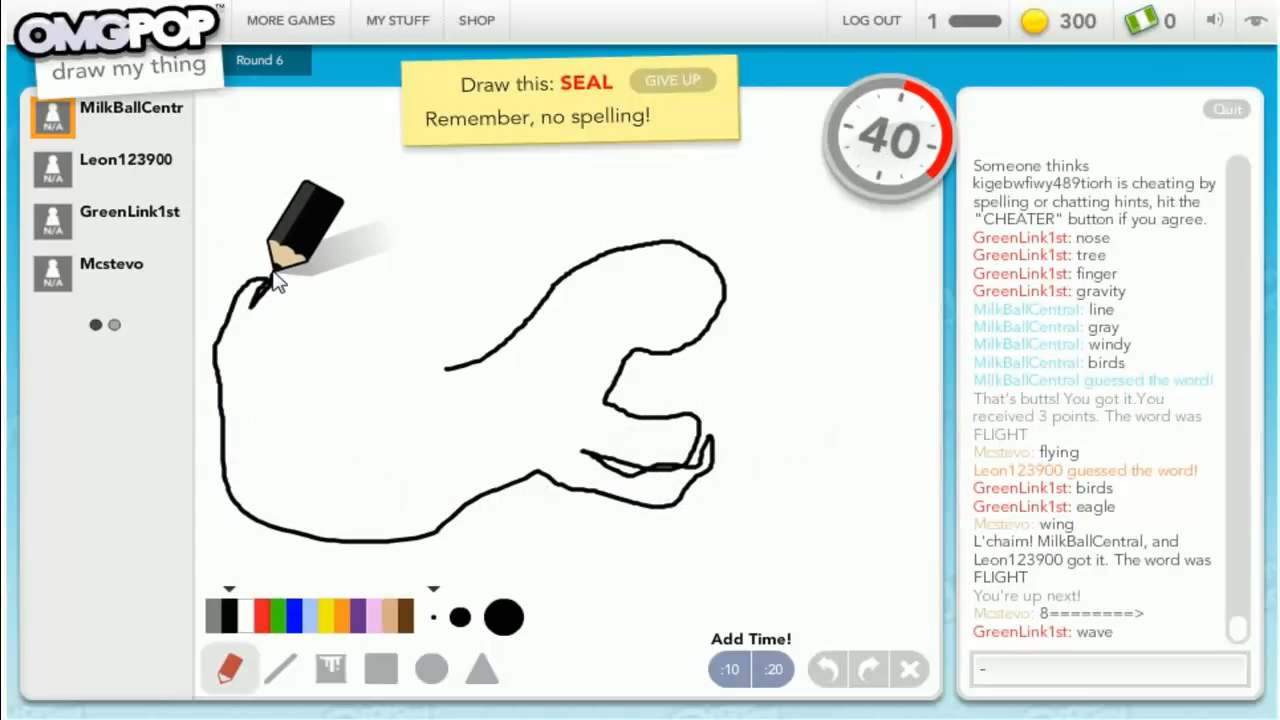 OMGPOP™
draw my thing
MORE GAMES
MY STUFF
SHOP
LOG OUT
1
300
0
Round 6
MilkBallCentr
Leon123900
GreenLink1st
Mcstevo
N/A
N/A
N/A
N/A
Draw this: SEAL
GIVE UP
Remember, no spelling!
40
Quit
Someone thinks
kigebwfiwy489tiorh is cheating by
spelling or chatting hints, hit the
"CHEATER" button if you agree.
GreenLink1st: nose
GreenLink1st: tree
GreenLink1st: finger
GreenLink1st: gravity
MilkBallCentral: line
MilkBallCentral: gray
MilkBallCentral: windy
MilkBallCentral: birds
MilkBallCentral guessed the word!
That's butts! You got it.You
received 3 points. The word was
FLIGHT
Mcstevo: flying
Leon123900 guessed the word!
GreenLink1st: birds
GreenLink1st: eagle
Mcstevo: wing
L'chaim! MilkBallCentral, and
Leon123900 got it. The word was
FLIGHT
You're up next!
Mcstevo: 8========>
GreenLink1st: wave
-
Add Time!
:10
:20